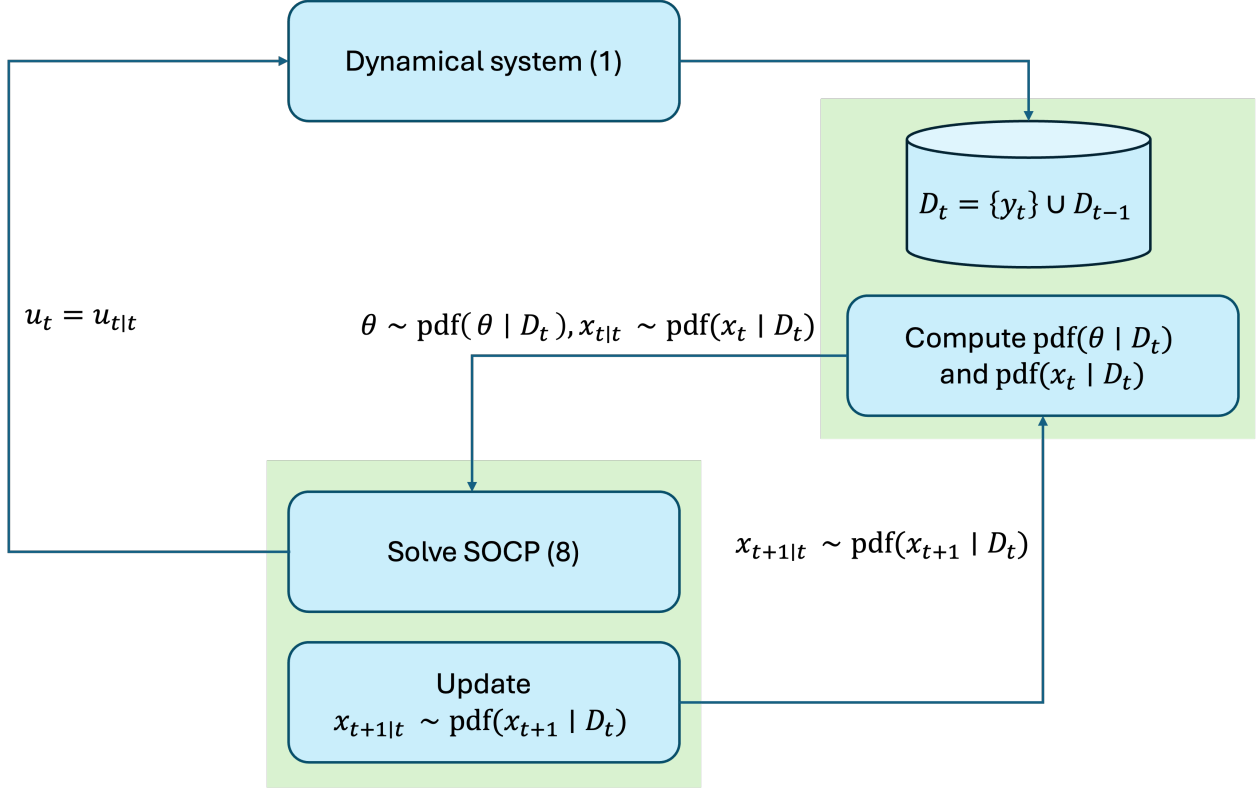 Dynamical system (1)
D_t = {y_t} ∪ D_{t−1}
u_t = u_{t|t}
θ ~ pdf( θ | D_t ), x_{t|t} ~ pdf(x_t | D_t)
Compute pdf(θ | D_t)
and pdf(x_t | D_t)
Solve SOCP (8)
x_{t+1|t} ~ pdf(x_{t+1} | D_t)
Update
x_{t+1|t} ~ pdf(x_{t+1} | D_t)